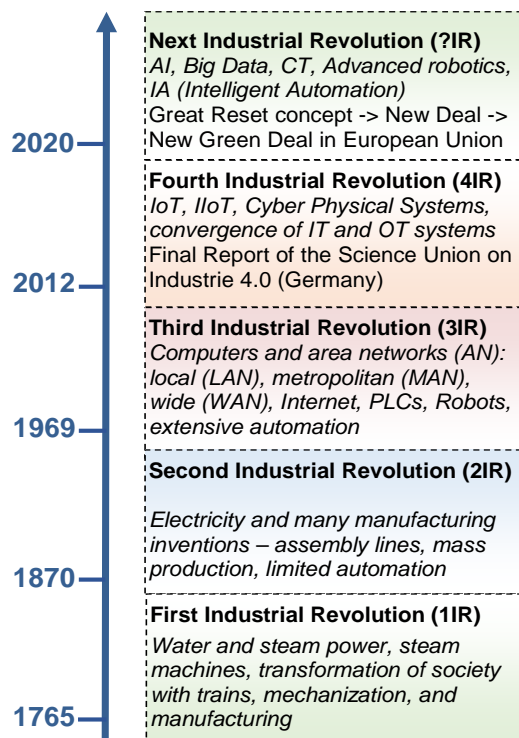 Next Industrial Revolution (?IR)
AI, Big Data, CT, Advanced robotics,
IA (Intelligent Automation)
Great Reset concept -> New Deal ->
New Green Deal in European Union
2020
Fourth Industrial Revolution (4IR)
IoT, IIoT, Cyber Physical Systems,
convergence of IT and OT systems
Final Report of the Science Union on
Industrie 4.0 (Germany)
2012
Third Industrial Revolution (3IR)
Computers and area networks (AN):
local (LAN), metropolitan (MAN),
wide (WAN), Internet, PLCs, Robots,
extensive automation
1969
Second Industrial Revolution (2IR)
Electricity and many manufacturing
inventions – assembly lines, mass
production, limited automation
1870
First Industrial Revolution (1IR)
Water and steam power, steam
machines, transformation of society
with trains, mechanization, and
manufacturing
1765